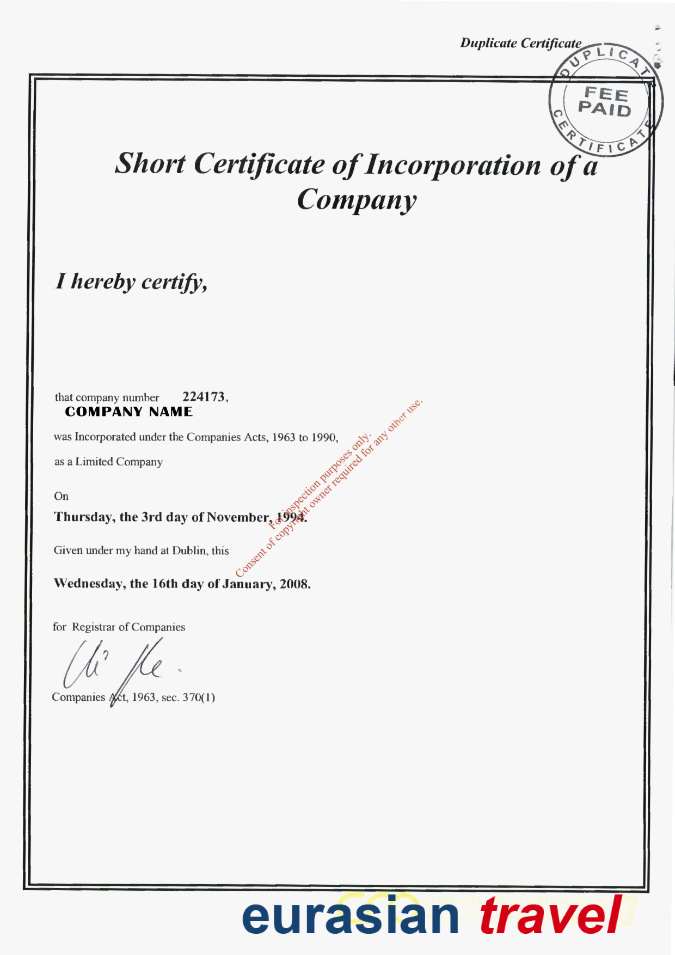 Duplicate Certificate
DUPLICATE
FEE
PAID
CERTIFICATE
Short Certificate of Incorporation of a
Company
I hereby certify,
that company number 224173,
COMPANY NAME
was Incorporated under the Companies Acts, 1963 to 1990,
as a Limited Company
On
Thursday, the 3rd day of November, 1994.
Given under my hand at Dublin, this
Wednesday, the 16th day of January, 2008.
for Registrar of Companies
Companies Act, 1963, sec. 370(1)
For inspection purposes only.
Consent of copyright owner required for any other use.
eurasian travel